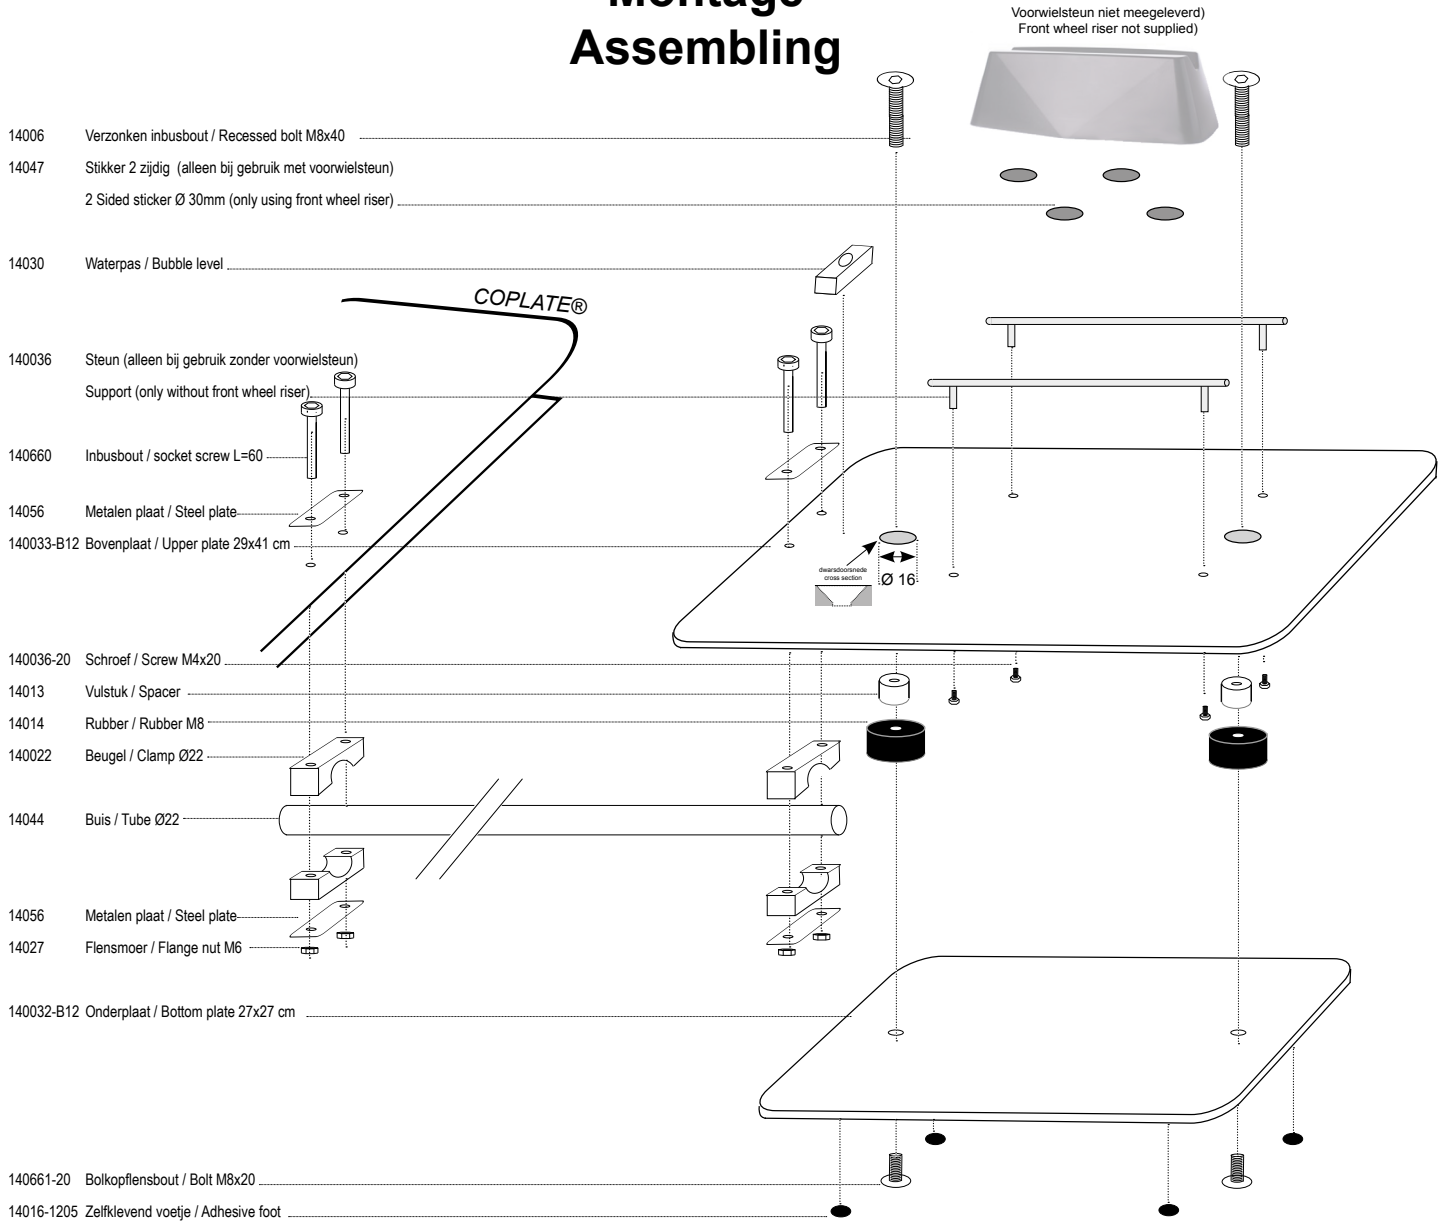 Montage
Assembling
Voorwielsteun niet meegeleverd)
Front wheel riser not supplied)
14006 Verzonken inbusbout / Recessed bolt M8x40
14047 Stikker 2 zijdig (alleen bij gebruik met voorwielsteun)
2 Sided sticker Ø 30mm (only using front wheel riser)
14030 Waterpas / Bubble level
COPLATE®
140036 Steun (alleen bij gebruik zonder voorwielsteun)
Support (only without front wheel riser)
140660 Inbusbout / socket screw L=60
14056 Metalen plaat / Steel plate
140033-B12 Bovenplaat / Upper plate 29x41 cm
dwarsdoorsnede
cross section
Ø 16
140036-20 Schroef / Screw M4x20
14013 Vulstuk / Spacer
14014 Rubber / Rubber M8
140022 Beugel / Clamp Ø22
14044 Buis / Tube Ø22
14056 Metalen plaat / Steel plate
14027 Flensmoer / Flange nut M6
140032-B12 Onderplaat / Bottom plate 27x27 cm
140661-20 Bolkopflensbout / Bolt M8x20
14016-1205 Zelfklevend voetje / Adhesive foot